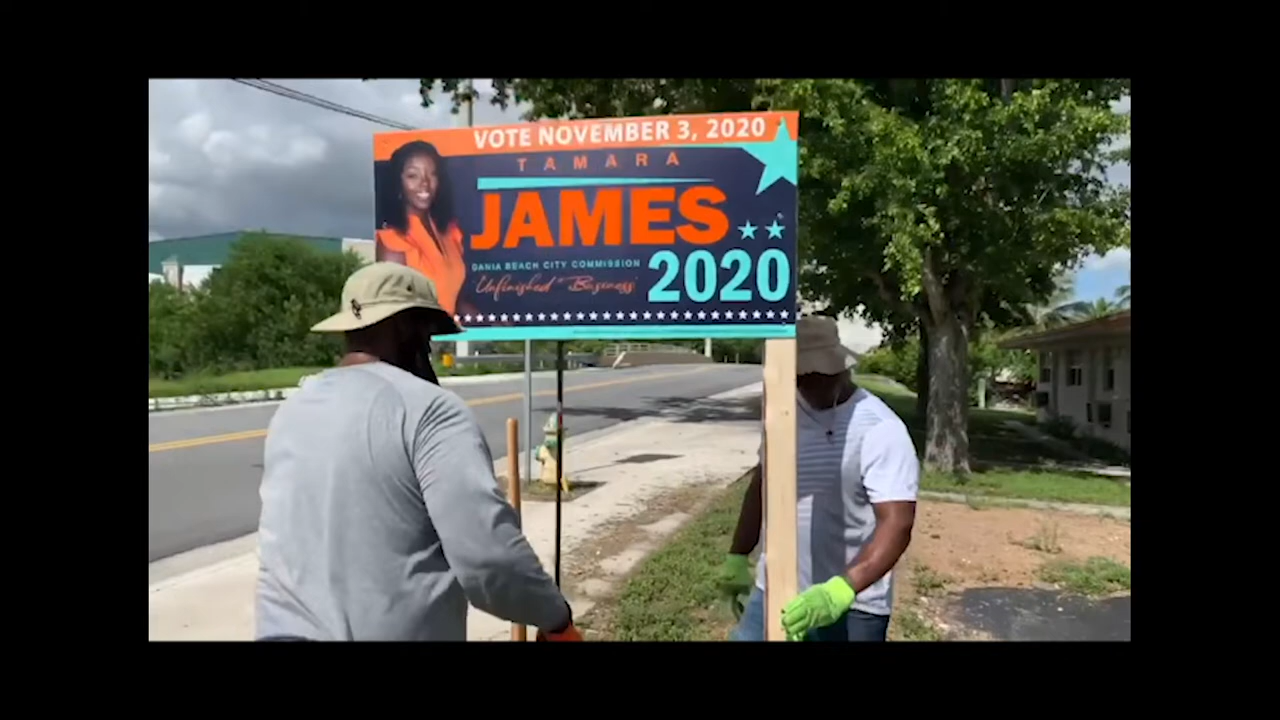 VOTE NOVEMBER 3, 2020
TAMARA
JAMES
DANIA BEACH CITY COMMISSION
"Unfinished Business"
2020